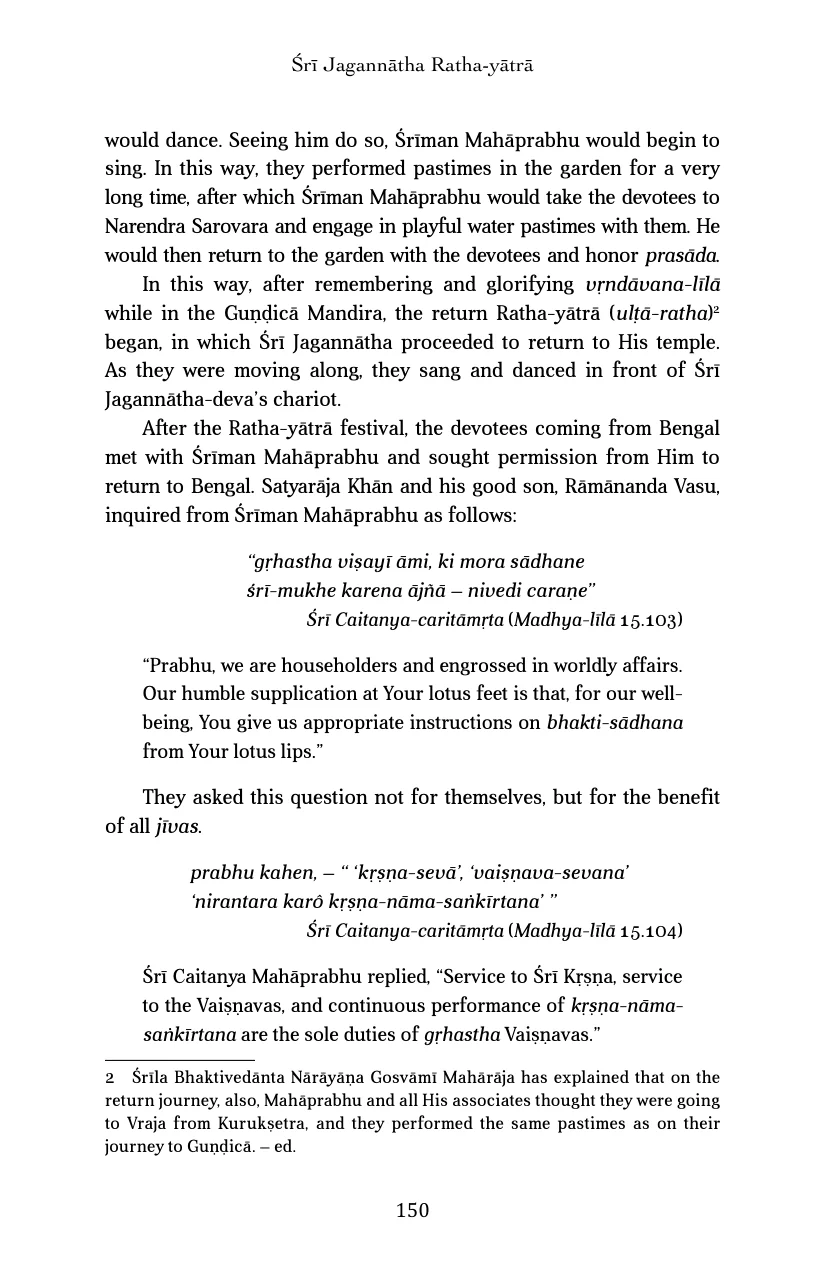 Śrī Jagannātha Ratha-yātrā
would dance. Seeing him do so, Śrīman Mahāprabhu would begin to
sing. In this way, they performed pastimes in the garden for a very
long time, after which Śrīman Mahāprabhu would take the devotees to
Narendra Sarovara and engage in playful water pastimes with them. He
would then return to the garden with the devotees and honor prasāda.
In this way, after remembering and glorifying vṛndāvana-līlā
while in the Guṇḍicā Mandira, the return Ratha-yātrā (ulṭā-ratha)²
began, in which Śrī Jagannātha proceeded to return to His temple.
As they were moving along, they sang and danced in front of Śrī
Jagannātha-deva’s chariot.
After the Ratha-yātrā festival, the devotees coming from Bengal
met with Śrīman Mahāprabhu and sought permission from Him to
return to Bengal. Satyarāja Khān and his good son, Rāmānanda Vasu,
inquired from Śrīman Mahāprabhu as follows:
“gṛhastha viṣayī āmi, ki mora sādhane
śrī-mukhe karena ājñā – nivedi caraṇe”
Śrī Caitanya-caritāmṛta (Madhya-līlā 15.103)
“Prabhu, we are householders and engrossed in worldly affairs.
Our humble supplication at Your lotus feet is that, for our well-
being, You give us appropriate instructions on bhakti-sādhana
from Your lotus lips.”
They asked this question not for themselves, but for the benefit
of all jīvas.
prabhu kahen, – “ ‘kṛṣṇa-sevā’, ‘vaiṣṇava-sevana’
‘nirantara karô kṛṣṇa-nāma-saṅkīrtana’ ”
Śrī Caitanya-caritāmṛta (Madhya-līlā 15.104)
Śrī Caitanya Mahāprabhu replied, “Service to Śrī Kṛṣṇa, service
to the Vaiṣṇavas, and continuous performance of kṛṣṇa-nāma-
saṅkīrtana are the sole duties of gṛhastha Vaiṣṇavas.”
2 Śrīla Bhaktivedānta Nārāyāṇa Gosvāmī Mahārāja has explained that on the
return journey, also, Mahāprabhu and all His associates thought they were going
to Vraja from Kurukṣetra, and they performed the same pastimes as on their
journey to Guṇḍicā. – ed.
150